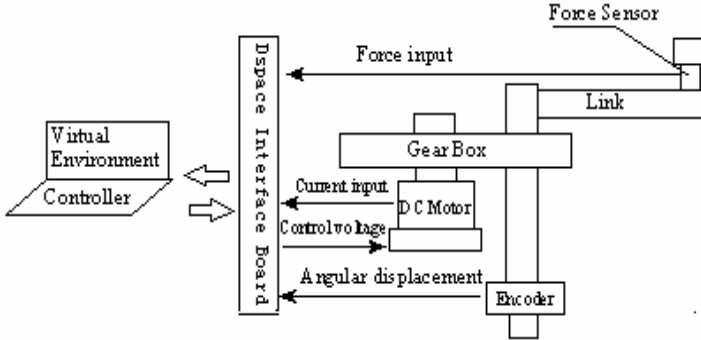 Force Sensor
Force input
Link
Dspace Interface Board
Virtual
Environment
Controller
Gear Box
Current input
DC Motor
Control voltage
Angular displacement
Encoder